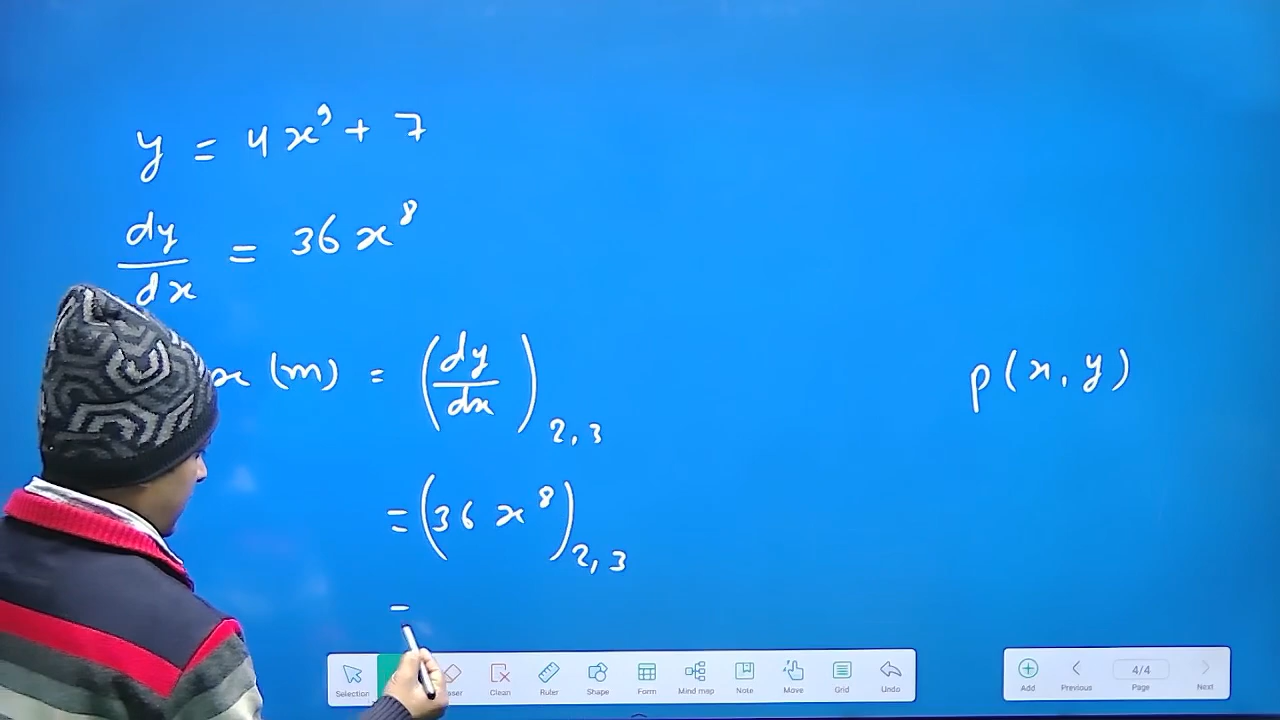 y = 4x⁹ + 7
dy/dx = 36x⁸
x (m) = (dy/dx)₂,₃
p(x, y)
= (36x⁸)₂,₃
=
Selection
Clean
Ruler
Shape
Form
Mind map
Note
Move
Grid
Undo
Add
Previous
4/4
Page
Next